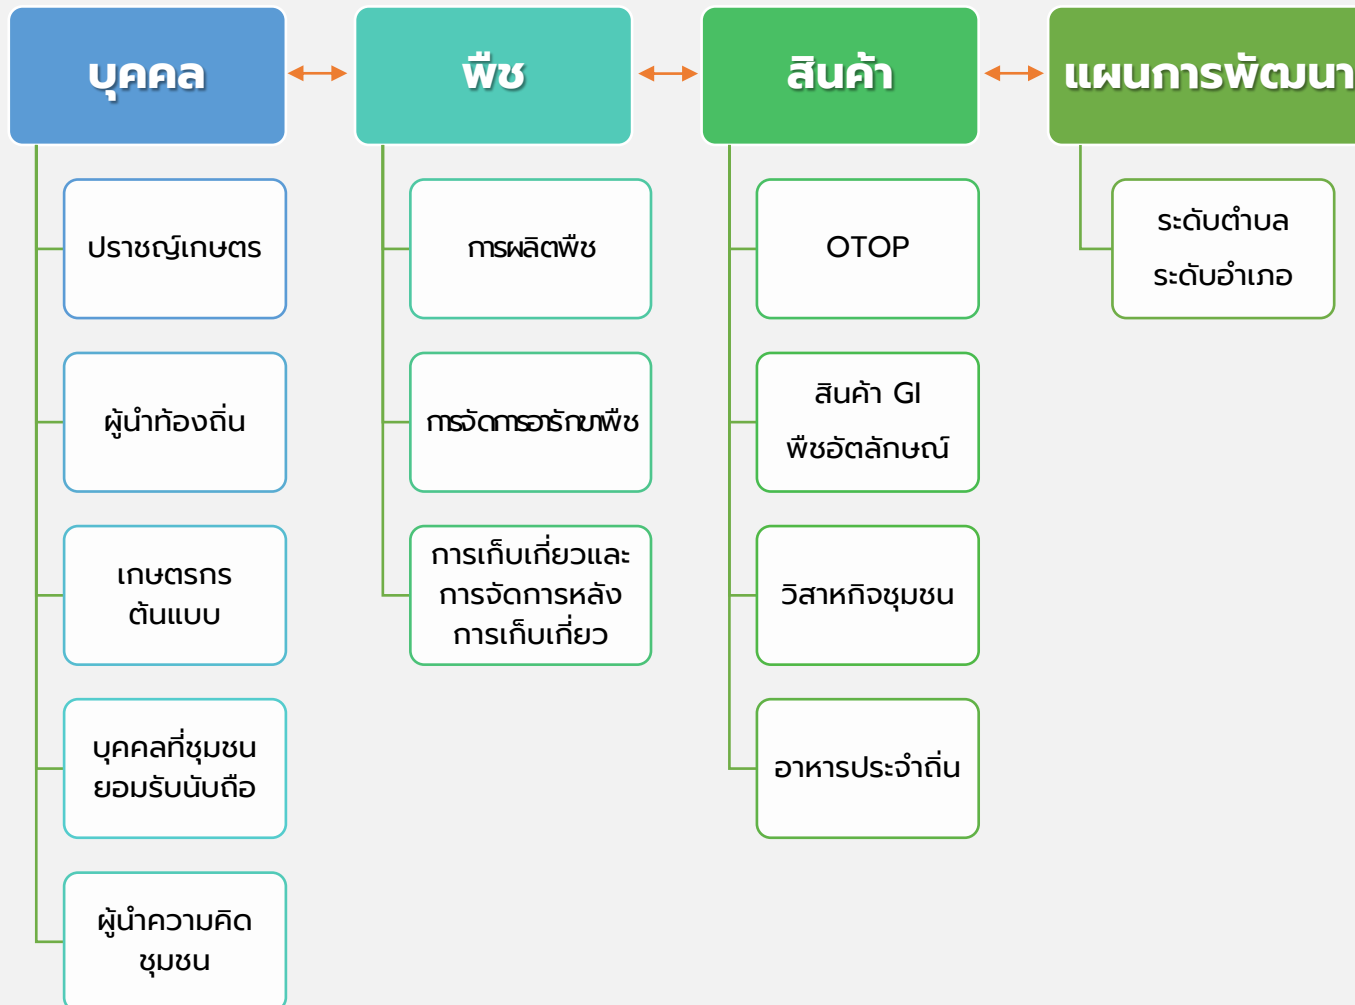 บุคคล
ปราชญ์เกษตร
ผู้นำท้องถิ่น
เกษตรกร
ต้นแบบ
บุคคลที่ชุมชน
ยอมรับนับถือ
ผู้นำความคิด
ชุมชน
พืช
การผลิตพืช
การจัดการอารักขาพืช
การเก็บเกี่ยวและ
การจัดการหลัง
การเก็บเกี่ยว
สินค้า
OTOP
สินค้า GI
พืชอัตลักษณ์
วิสาหกิจชุมชน
อาหารประจำถิ่น
แผนการพัฒนา
ระดับตำบล
ระดับอำเภอ